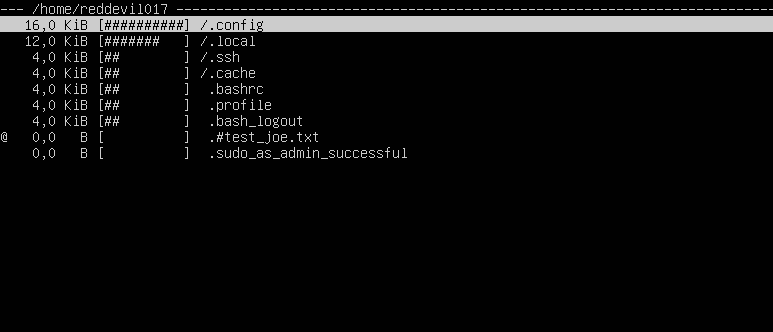 --- /home/reddevil017 ---------------------------------------------------------------------------
16,0 KiB [##########] /.config
12,0 KiB [#######   ] /.local
4,0 KiB [##        ] /.ssh
4,0 KiB [##        ] /.cache
4,0 KiB [##        ]  .bashrc
4,0 KiB [##        ]  .profile
4,0 KiB [##        ]  .bash_logout
@   0,0   B [          ]  .#test_joe.txt
0,0   B [          ]  .sudo_as_admin_successful